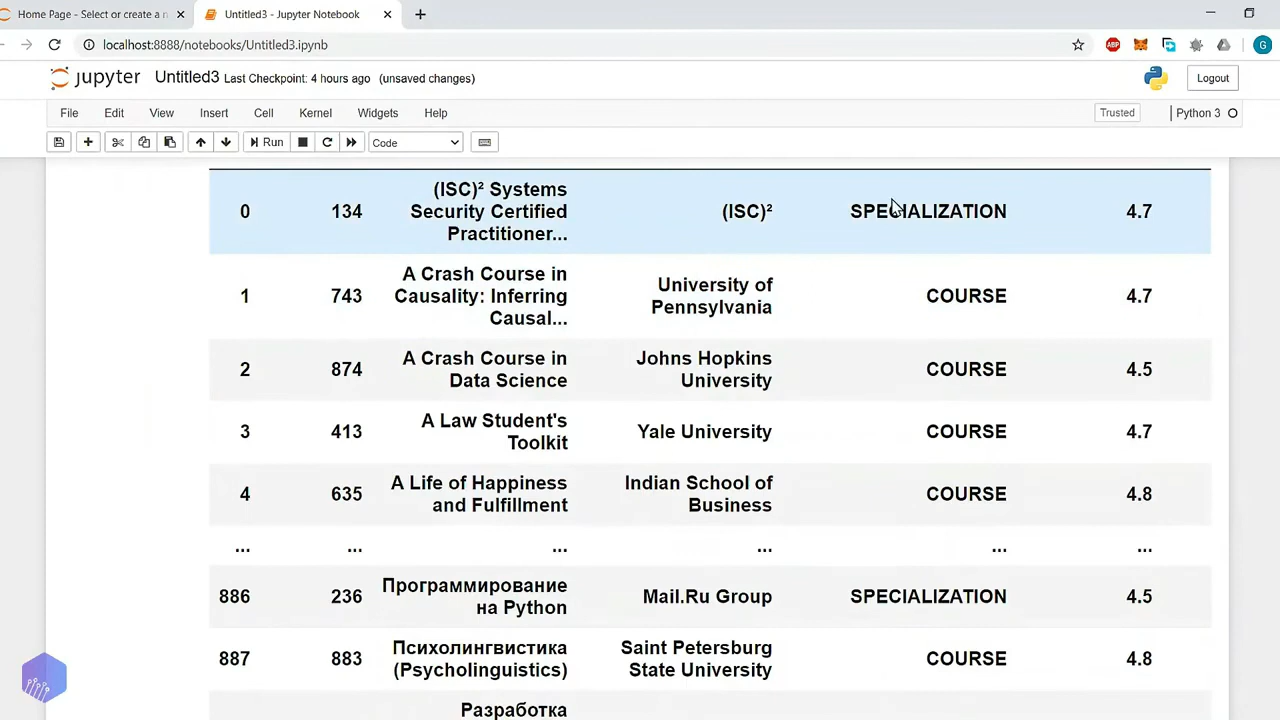 Home Page - Select or create a n
Untitled3 - Jupyter Notebook
localhost:8888/notebooks/Untitled3.ipynb
ABP
G
jupyter Untitled3 Last Checkpoint: 4 hours ago (unsaved changes)
Logout
File Edit View Insert Cell Kernel Widgets Help
Trusted
Python 3
Run
Code
0 134 (ISC)² Systems Security Certified Practitioner... (ISC)² SPECIALIZATION 4.7
1 743 A Crash Course in Causality: Inferring Causal... University of Pennsylvania COURSE 4.7
2 874 A Crash Course in Data Science Johns Hopkins University COURSE 4.5
3 413 A Law Student's Toolkit Yale University COURSE 4.7
4 635 A Life of Happiness and Fulfillment Indian School of Business COURSE 4.8
... ... ... ... ... ...
886 236 Программирование на Python Mail.Ru Group SPECIALIZATION 4.5
887 883 Психолингвистика (Psycholinguistics) Saint Petersburg State University COURSE 4.8
Разработка